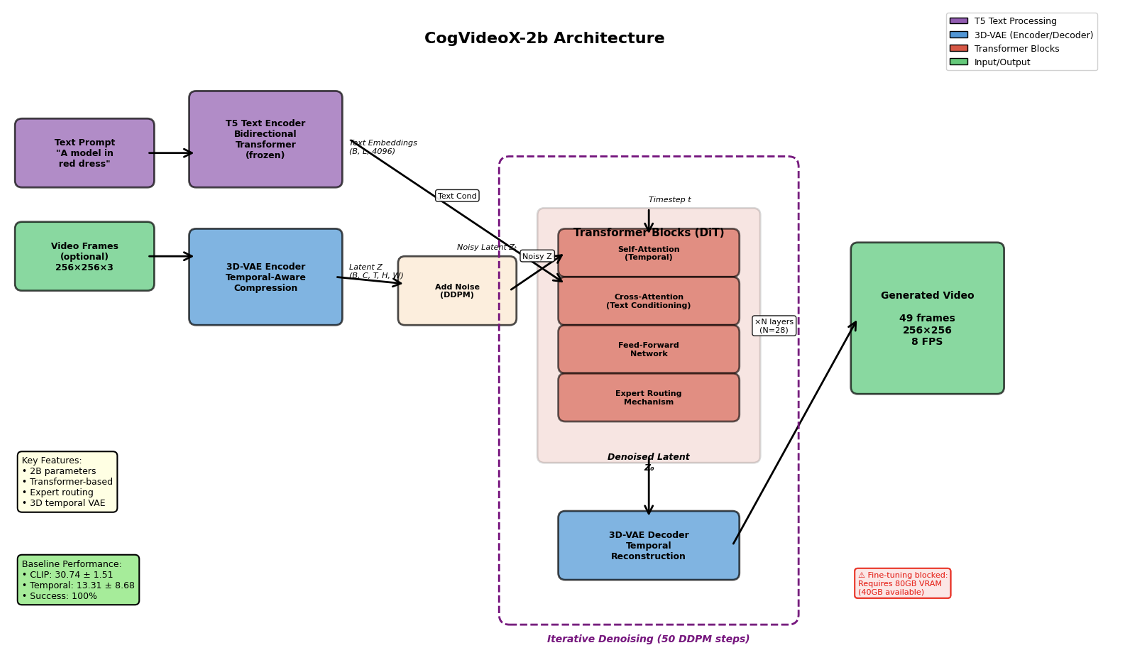 CogVideoX-2b Architecture
T5 Text Processing
3D-VAE (Encoder/Decoder)
Transformer Blocks
Input/Output
Text Prompt
"A model in
red dress"
T5 Text Encoder
Bidirectional
Transformer
(frozen)
Text Embeddings
(B, L, 4096)
Text Cond
Video Frames
(optional)
256×256×3
3D-VAE Encoder
Temporal-Aware
Compression
Latent Z
(B, C, T, H, W)
Noisy Latent Zₜ
Noisy Z
Add Noise
(DDPM)
Timestep t
Transformer Blocks (DiT)
Self-Attention
(Temporal)
Cross-Attention
(Text Conditioning)
Feed-Forward
Network
Expert Routing
Mechanism
×N layers
(N=28)
Denoised Latent
Z₀
3D-VAE Decoder
Temporal
Reconstruction
Iterative Denoising (50 DDPM steps)
Generated Video
49 frames
256×256
8 FPS
Key Features:
• 2B parameters
• Transformer-based
• Expert routing
• 3D temporal VAE
Baseline Performance:
• CLIP: 30.74 ± 1.51
• Temporal: 13.31 ± 8.68
• Success: 100%
⚠ Fine-tuning blocked:
Requires 80GB VRAM
(40GB available)